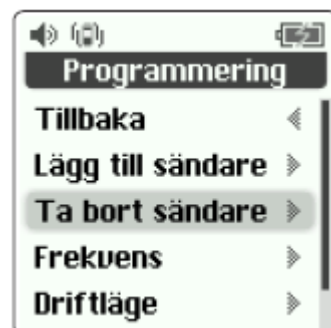 Programmering
Tillbaka
Lägg till sändare
Ta bort sändare
Frekvens
Driftläge